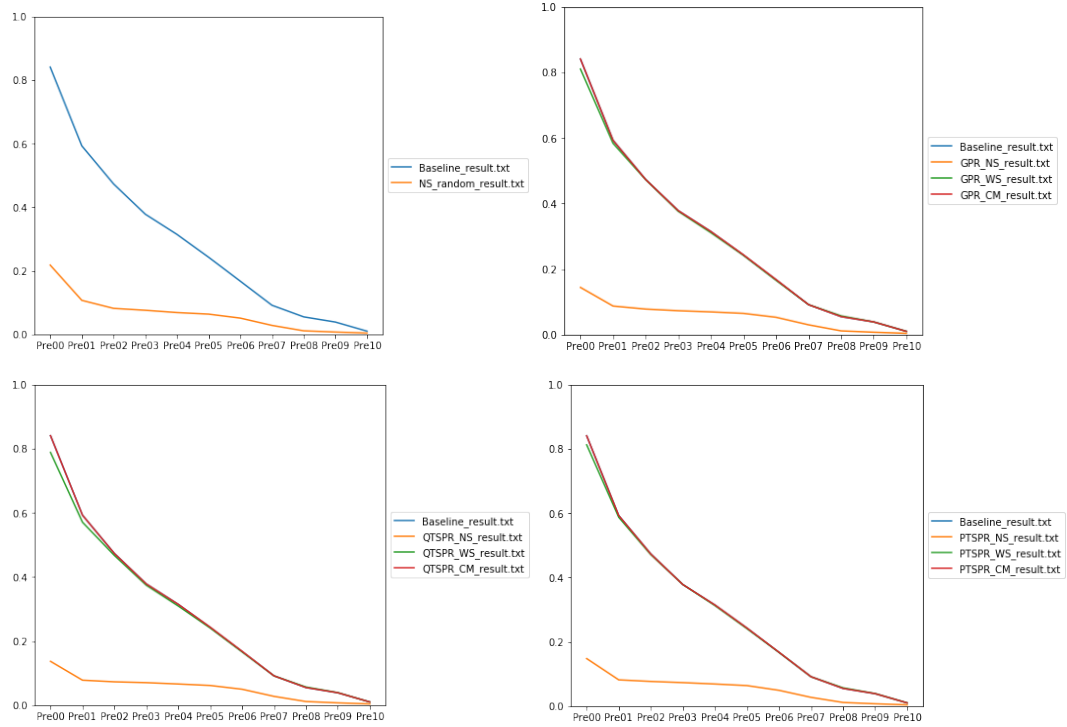 1.0
0.8
0.6
0.4
0.2
0.0
Pre00 Pre01 Pre02 Pre03 Pre04 Pre05 Pre06 Pre07 Pre08 Pre09 Pre10
Baseline_result.txt
NS_random_result.txt
1.0
0.8
0.6
0.4
0.2
0.0
Pre00 Pre01 Pre02 Pre03 Pre04 Pre05 Pre06 Pre07 Pre08 Pre09 Pre10
Baseline_result.txt
GPR_NS_result.txt
GPR_WS_result.txt
GPR_CM_result.txt
1.0
0.8
0.6
0.4
0.2
0.0
Pre00 Pre01 Pre02 Pre03 Pre04 Pre05 Pre06 Pre07 Pre08 Pre09 Pre10
Baseline_result.txt
QTSPR_NS_result.txt
QTSPR_WS_result.txt
QTSPR_CM_result.txt
1.0
0.8
0.6
0.4
0.2
0.0
Pre00 Pre01 Pre02 Pre03 Pre04 Pre05 Pre06 Pre07 Pre08 Pre09 Pre10
Baseline_result.txt
PTSPR_NS_result.txt
PTSPR_WS_result.txt
PTSPR_CM_result.txt